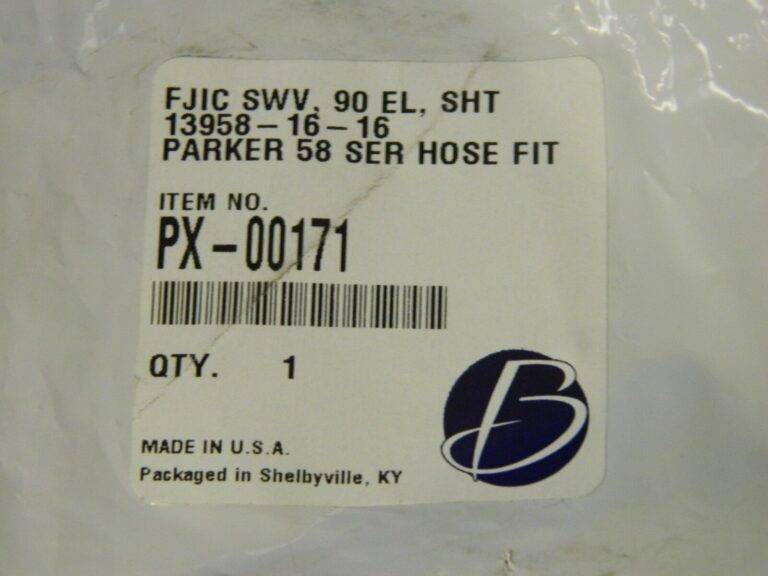 FJIC SWV, 90 EL, SHT
13958-16-16
PARKER 58 SER HOSE FIT
ITEM NO.
PX-00171
QTY. 1
B
MADE IN U.S.A.
Packaged in Shelbyville, KY